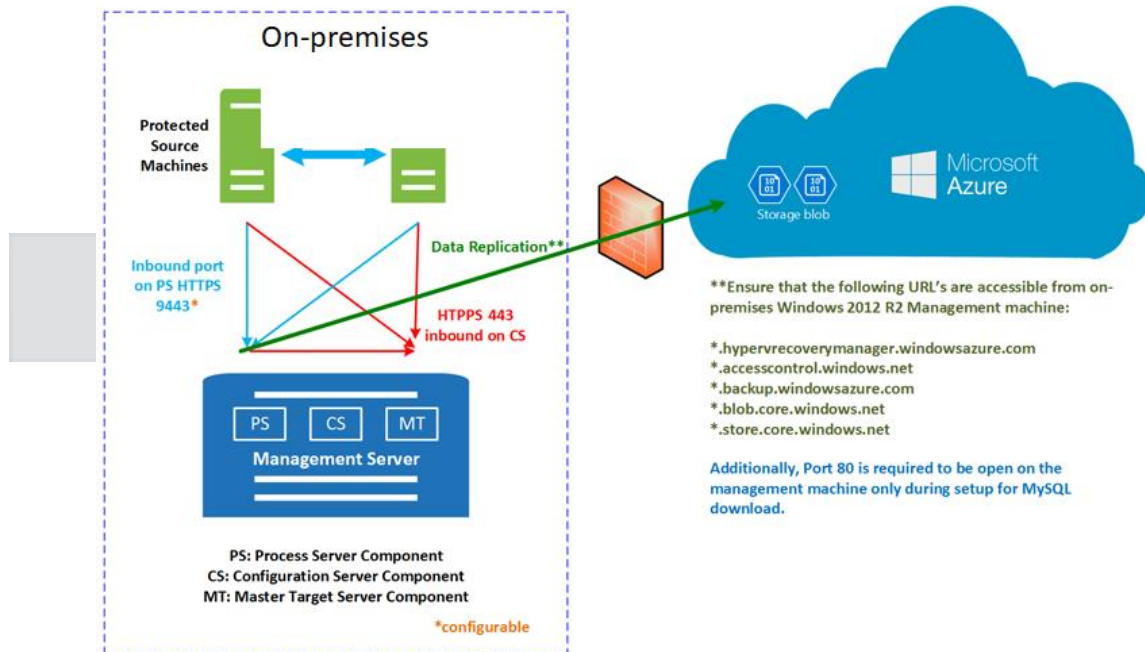 On-premises
Protected
Source
Machines
Inbound port
on PS HTTPS
9443*
Data Replication**
HTPPS 443
inbound on CS
PS
CS
MT
Management Server
PS: Process Server Component
CS: Configuration Server Component
MT: Master Target Server Component
*configurable
10
01
10
01
Storage blob
Microsoft
Azure
**Ensure that the following URL's are accessible from on-
premises Windows 2012 R2 Management machine:
*.hypervrecoverymanager.windowsazure.com
*.accesscontrol.windows.net
*.backup.windowsazure.com
*.blob.core.windows.net
*.store.core.windows.net
Additionally, Port 80 is required to be open on the
management machine only during setup for MySQL
download.